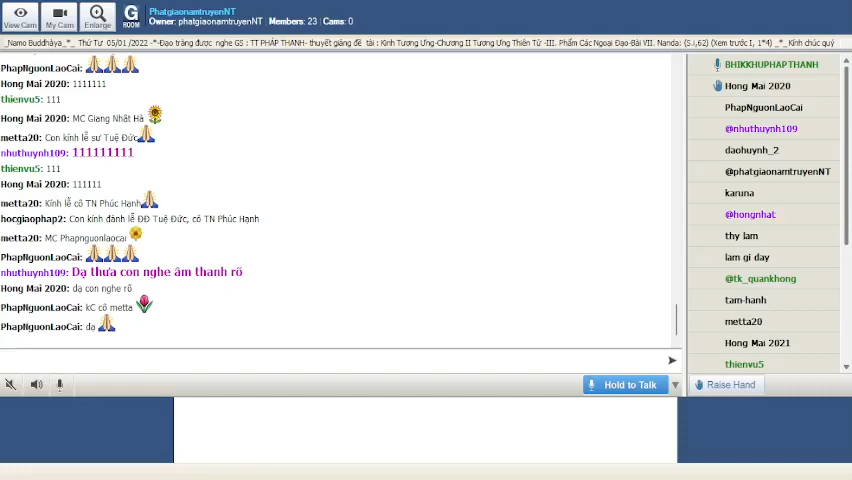 View Cam
My Cam
Enlarge
G
ROOM
PhatgiaonamtruyenNT
Owner: phatgiaonamtruyenNT | Members: 23 | Cams: 0
_Namo Buddhàya_*_ Thứ Tư 05/01 /2022 -*-Đạo tràng được nghe GS : TT PHÁP THANH- thuyết giảng đề tài : Kinh Tương Ưng-Chương II Tương Ưng Thiên Tử -III. Phẩm Các Ngoại Đạo-Bài VII. Nanda: (S.i,62) (Xem trước I, 1*4) _*_Kính chúc quý
PhapNguonLaoCai:
Hong Mai 2020: 1111111
thienvu5: 111
Hong Mai 2020: MC Giang Nhât Hà
metta20: Con kính lễ sư Tuệ Đức
nhuthuynh109: 111111111
thienvu5: 111
Hong Mai 2020: 111111
metta20: Kính lễ cô TN Phúc Hạnh
hocgiaophap2: Con kính đảnh lễ ĐĐ Tuệ Đức, cô TN Phúc Hạnh
metta20: MC Phapnguonlaocai
PhapNguonLaoCai:
nhuthuynh109: Dạ thưa con nghe âm thanh rõ
Hong Mai 2020: dạ con nghe rõ
PhapNguonLaoCai: kC cô metta
PhapNguonLaoCai: dạ
Hold to Talk
BHIKKHUPHAPTHANH
Hong Mai 2020
PhapNguonLaoCai
@nhuthuynh109
daohuynh_2
@phatgiaonamtruyenNT
karuna
@hongnhat
thy lam
lam gi day
@tk_quankhong
tam-hanh
metta20
Hong Mai 2021
thienvu5
Raise Hand